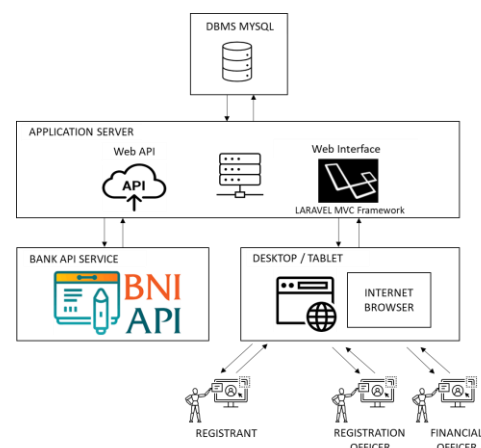 DBMS MYSQL
APPLICATION SERVER
Web API
API
Web Interface
LARAVEL MVC Framework
BANK API SERVICE
BNI
API
DESKTOP / TABLET
INTERNET
BROWSER
REGISTRANT
REGISTRATION
OFFICER
FINANCIAL
OFFICER